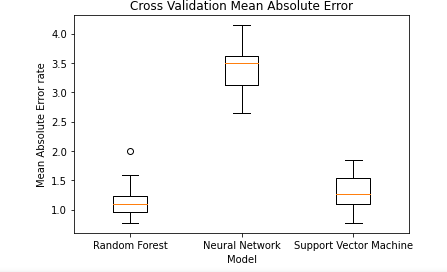 Cross Validation Mean Absolute Error
Mean Absolute Error rate
4.0
3.5
3.0
2.5
2.0
1.5
1.0
Random Forest Neural Network Support Vector Machine
Model